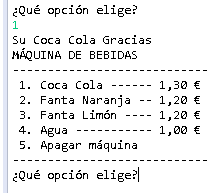 ¿Qué opción elige?
1
Su Coca Cola Gracias
MÁQUINA DE BEBIDAS
--------------------------
1. Coca Cola ------ 1,30 €
2. Fanta Naranja -- 1,20 €
3. Fanta Limón ---- 1,20 €
4. Agua ----------- 1,00 €
5. Apagar máquina
--------------------------
¿Qué opción elige?